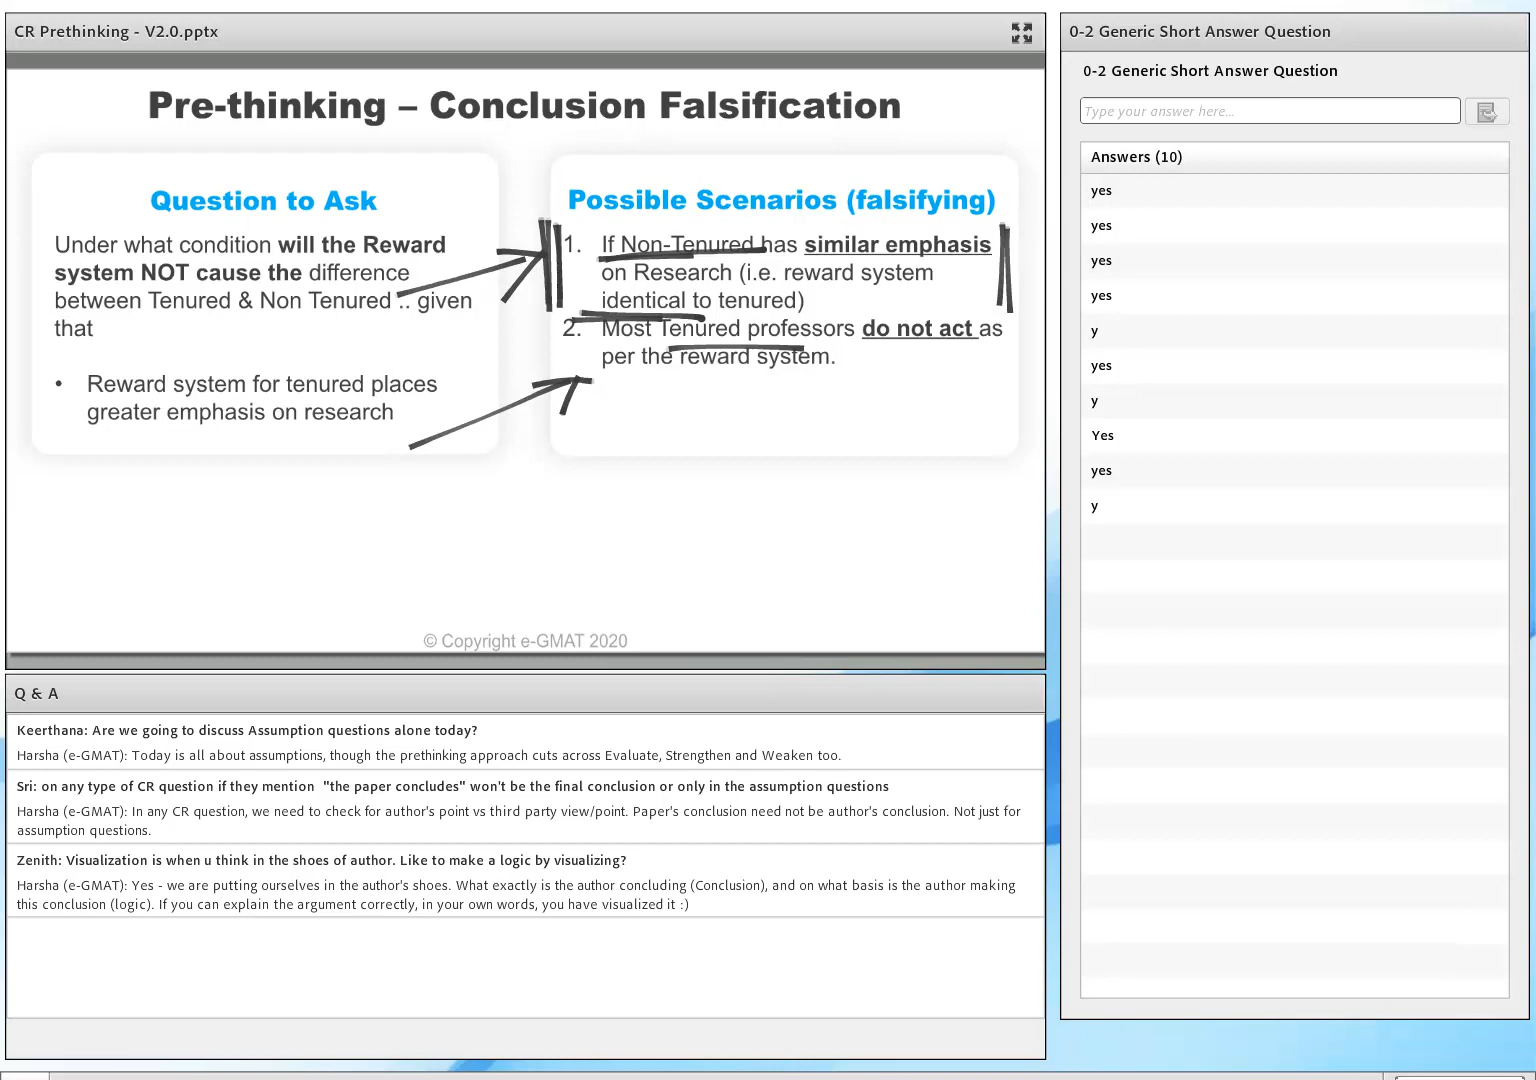 CR Prethinking - V2.0.pptx
Pre-thinking – Conclusion Falsification
Question to Ask
Under what condition will the Reward
system NOT cause the difference
between Tenured & Non Tenured .. given
that
• Reward system for tenured places
greater emphasis on research
Possible Scenarios (falsifying)
1. If Non-Tenured has similar emphasis
on Research (i.e. reward system
identical to tenured)
2. Most Tenured professors do not act as
per the reward system.
© Copyright e-GMAT 2020
Q & A
Keerthana: Are we going to discuss Assumption questions alone today?
Harsha (e-GMAT): Today is all about assumptions, though the prethinking approach cuts across Evaluate, Strengthen and Weaken too.
Sri: on any type of CR question if they mention "the paper concludes" won't be the final conclusion or only in the assumption questions
Harsha (e-GMAT): In any CR question, we need to check for author's point vs third party view/point. Paper's conclusion need not be author's conclusion. Not just for
assumption questions.
Zenith: Visualization is when u think in the shoes of author. Like to make a logic by visualizing?
Harsha (e-GMAT): Yes - we are putting ourselves in the author's shoes. What exactly is the author concluding (Conclusion), and on what basis is the author making
this conclusion (logic). If you can explain the argument correctly, in your own words, you have visualized it :)
0-2 Generic Short Answer Question
0-2 Generic Short Answer Question
Type your answer here...
Answers (10)
yes
yes
yes
yes
y
yes
y
Yes
yes
y